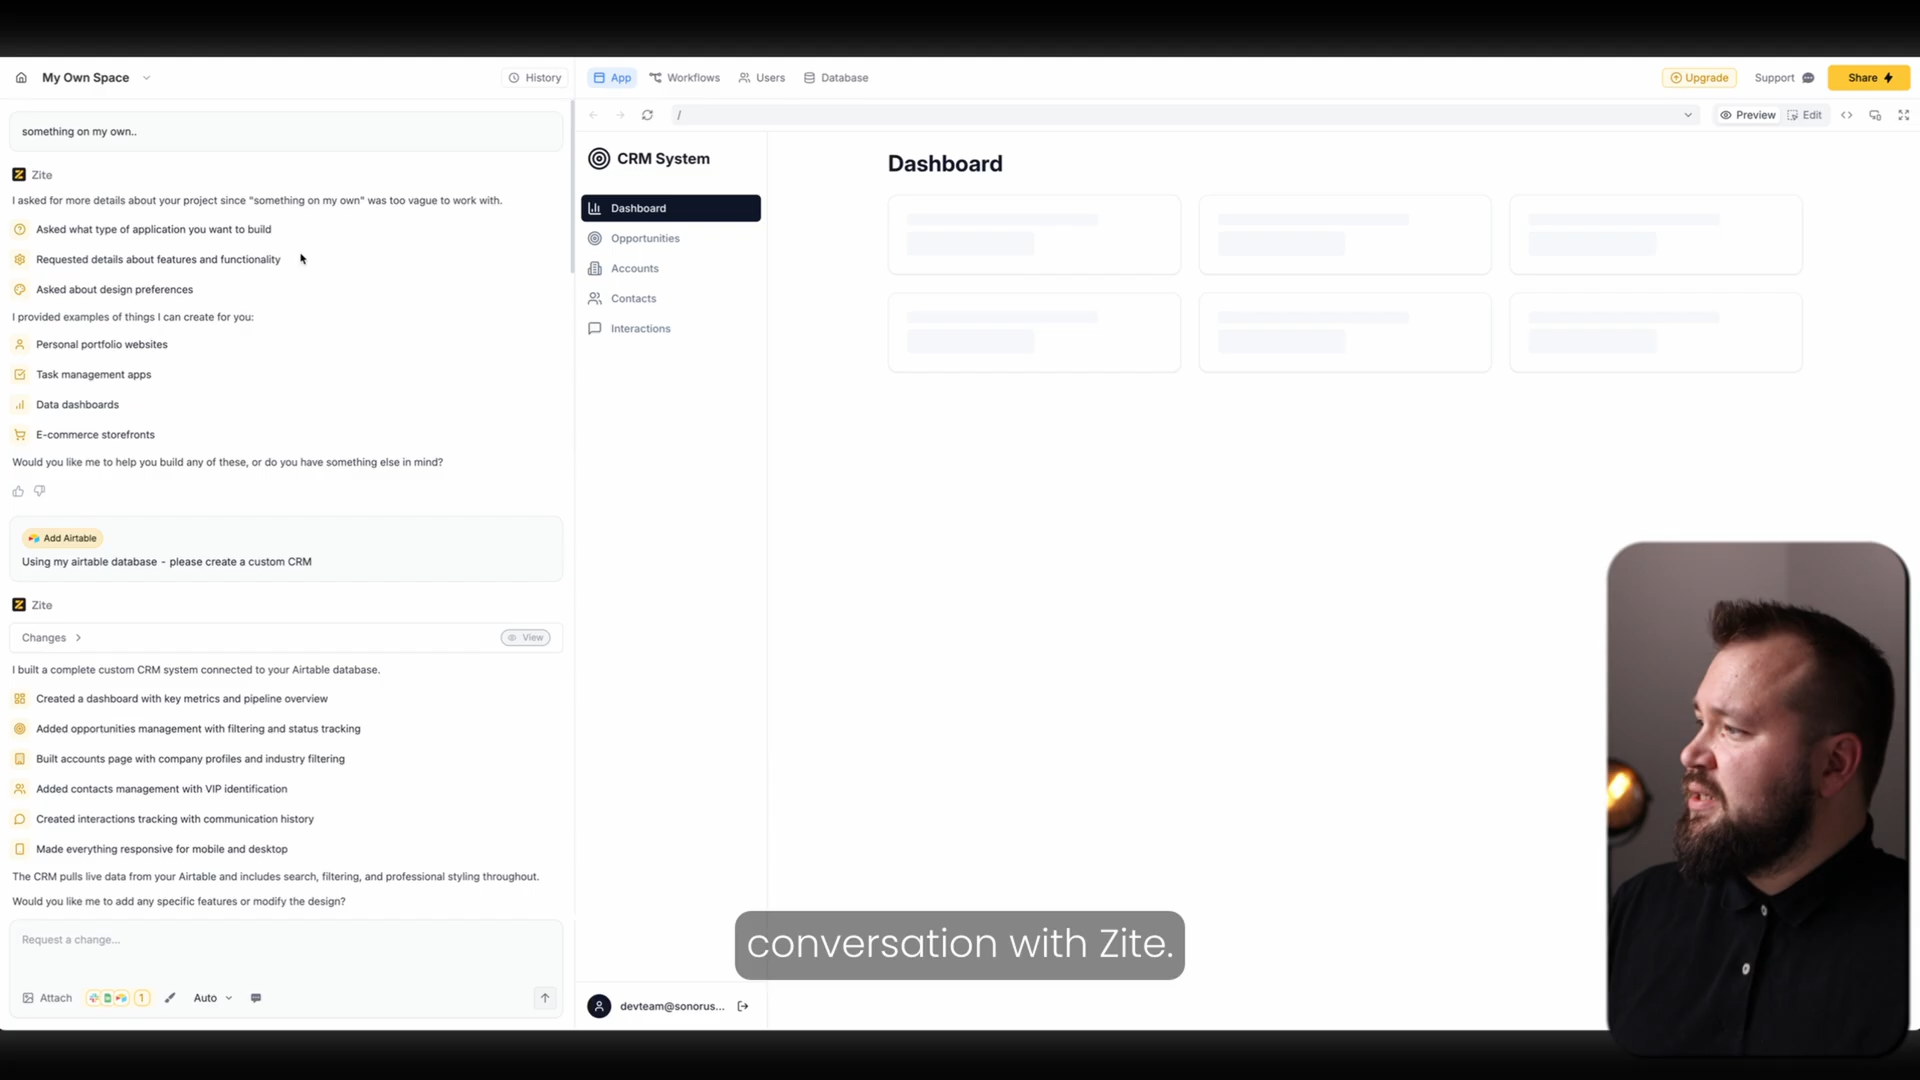 My Own Space
History
App
Workflows
Users
Database
Upgrade
Support
Share
something on my own..
/
Preview
Edit
Zite
I asked for more details about your project since "something on my own" was too vague to work with.
Asked what type of application you want to build
Requested details about features and functionality
Asked about design preferences
I provided examples of things I can create for you:
Personal portfolio websites
Task management apps
Data dashboards
E-commerce storefronts
Would you like me to help you build any of these, or do you have something else in mind?
Add Airtable
Using my airtable database - please create a custom CRM
Zite
Changes
View
I built a complete custom CRM system connected to your Airtable database.
Created a dashboard with key metrics and pipeline overview
Added opportunities management with filtering and status tracking
Built accounts page with company profiles and industry filtering
Added contacts management with VIP identification
Created interactions tracking with communication history
Made everything responsive for mobile and desktop
The CRM pulls live data from your Airtable and includes search, filtering, and professional styling throughout.
Would you like me to add any specific features or modify the design?
Request a change...
Attach
1
Auto
CRM System
Dashboard
Opportunities
Accounts
Contacts
Interactions
devteam@sonorus...
Dashboard
conversation with Zite.